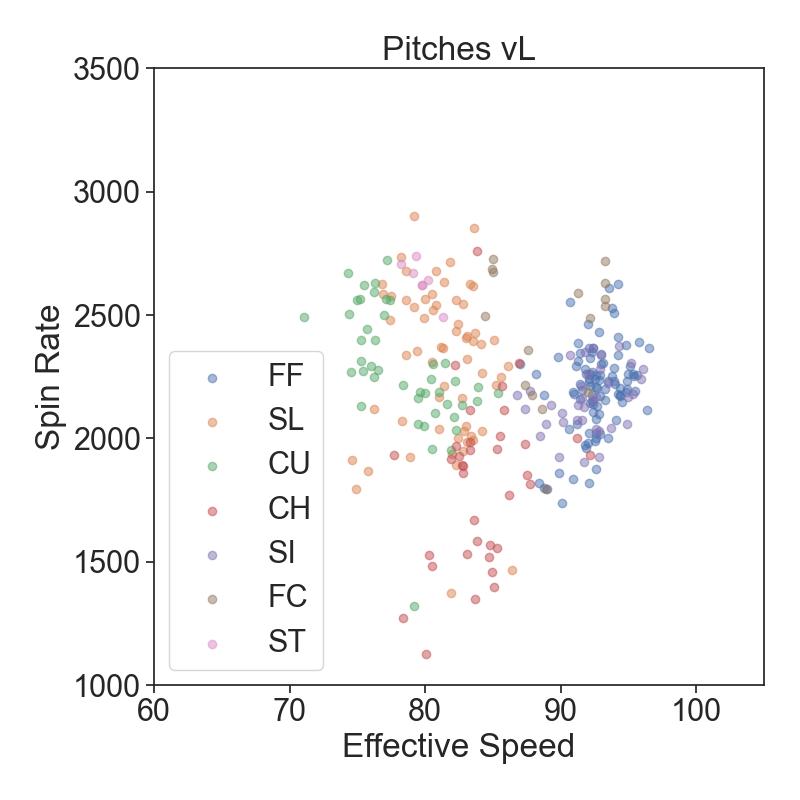 Pitches vL
3500
3000
2500
2000
1500
1000
Spin Rate
FF
SL
CU
CH
SI
FC
ST
60 70 80 90 100
Effective Speed